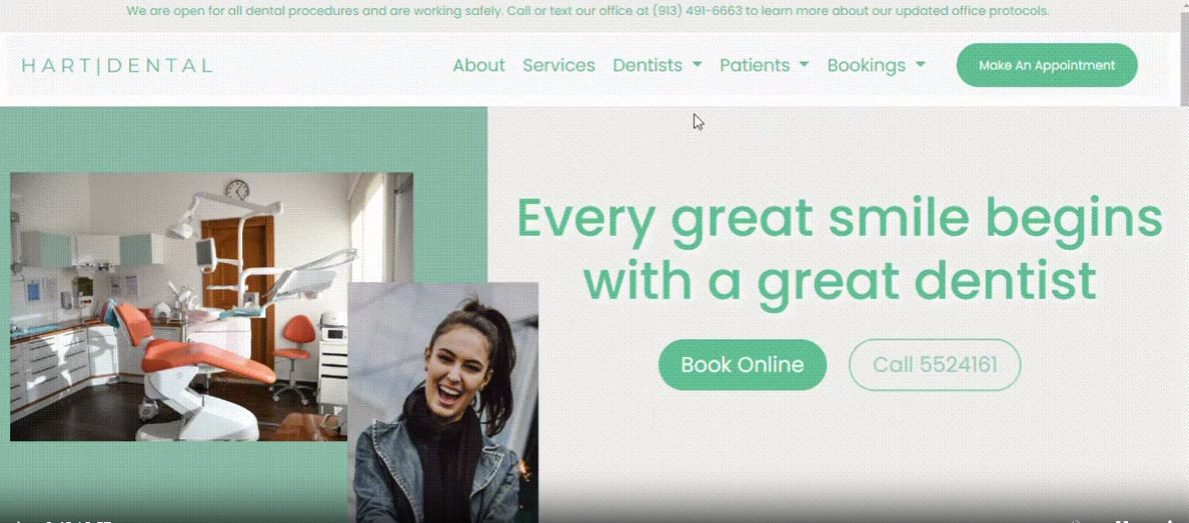 We are open for all dental procedures and are working safely. Call or text our office at (913) 491-6663 to learn more about our updated office protocols.
HART|DENTAL
About Services Dentists Patients Bookings Make An Appointment
Every great smile begins
with a great dentist
Book Online Call 5524161